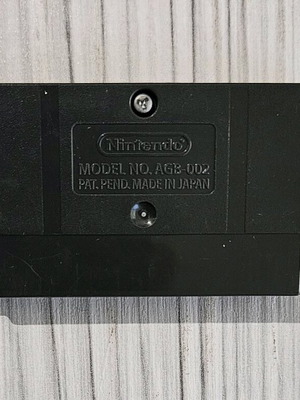 Nintendo
MODEL NO. AGB-002
PAT. PEND. MADE IN JAPAN